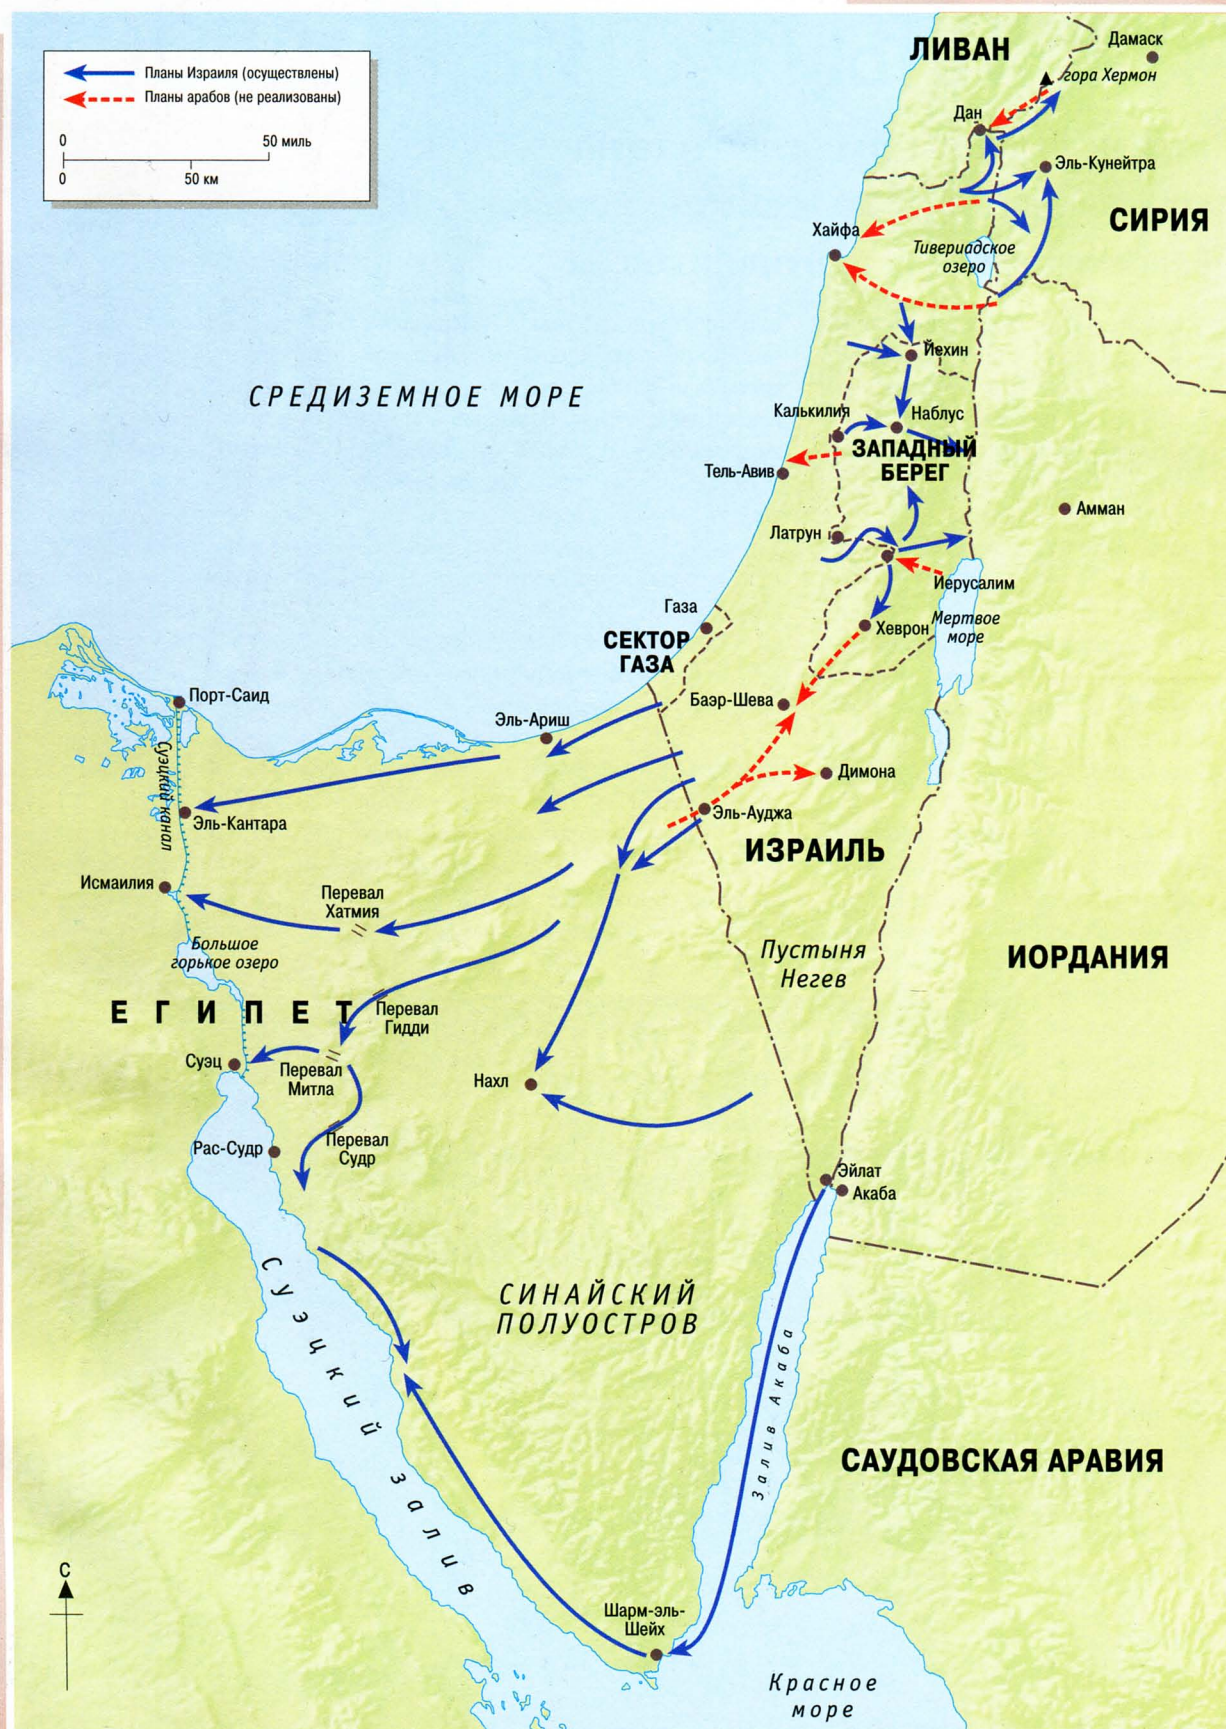 ЛИВАН
Дамаск
гора Хермон
Планы Израиля (осуществлены)
Планы арабов (не реализованы)
0
50 миль
0
50 км
Дан
Эль-Кунейтра
СИРИЯ
Хайфа
Тивериадское
озеро
Йехин
СРЕДИЗЕМНОЕ МОРЕ
Калькилия
Наблус
ЗАПАДНЫЙ
БЕРЕГ
Тель-Авив
Амман
Латрун
Иерусалим
Газа
Хеврон
Мертвое
море
СЕКТОР
ГАЗА
Порт-Саид
Баэр-Шева
Эль-Ариш
Суэцкий канал
Димона
Эль-Кантара
Эль-Ауджа
ИЗРАИЛЬ
Исмаилия
Перевал
Хатмия
Большое
горькое озеро
Пустыня
Негев
ИОРДАНИЯ
ЕГИПЕТ
Перевал
Гидди
Суэц
Перевал
Митла
Нахл
Рас-Судр
Перевал
Судр
Эйлат
Акаба
Суэцкий залив
СИНАЙСКИЙ
ПОЛУОСТРОВ
Залив Акаба
САУДОВСКАЯ АРАВИЯ
С
Шарм-эль-
Шейх
Красное
море